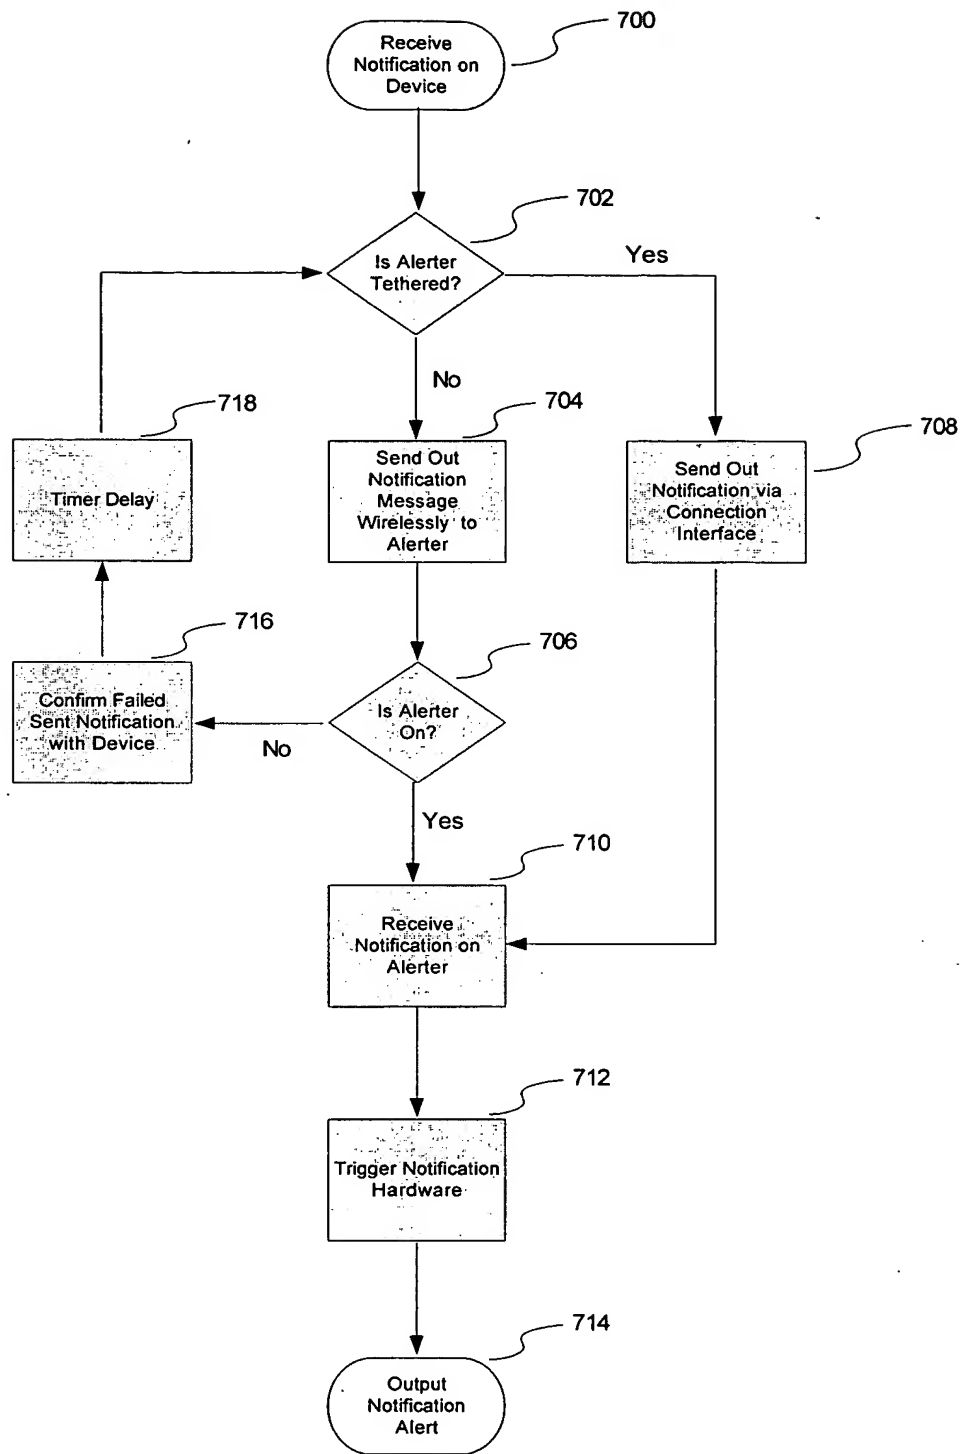 700
Receive
Notification on
Device
702
Is Alerter
Tethered?
Yes
No
718
704
708
Timer Delay
Send Out
Notification
Message
Wirelessly to
Alerter
Send Out
Notification via
Connection
Interface
716
706
Confirm Failed
Sent Notification
with Device
No
Is Alerter
On?
Yes
710
Receive
Notification on
Alerter
712
Trigger Notification
Hardware
714
Output
Notification
Alert